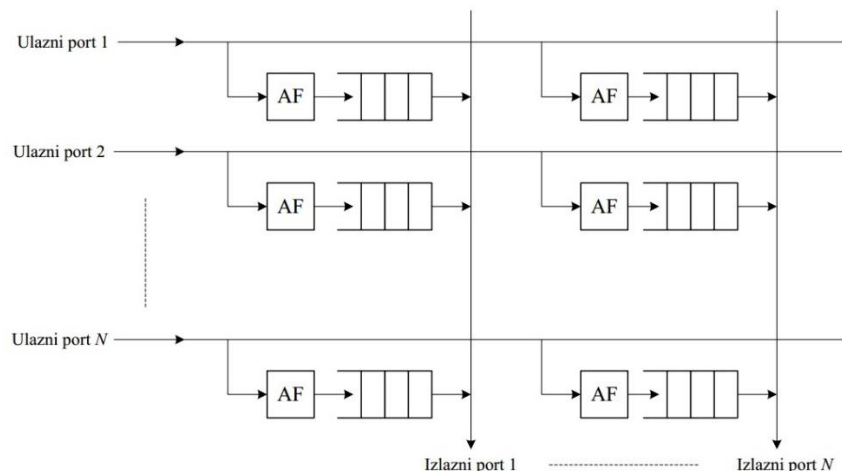 Ulazni port 1
AF
AF
Ulazni port 2
AF
AF
Ulazni port N
AF
AF
Izlazni port 1
Izlazni port N